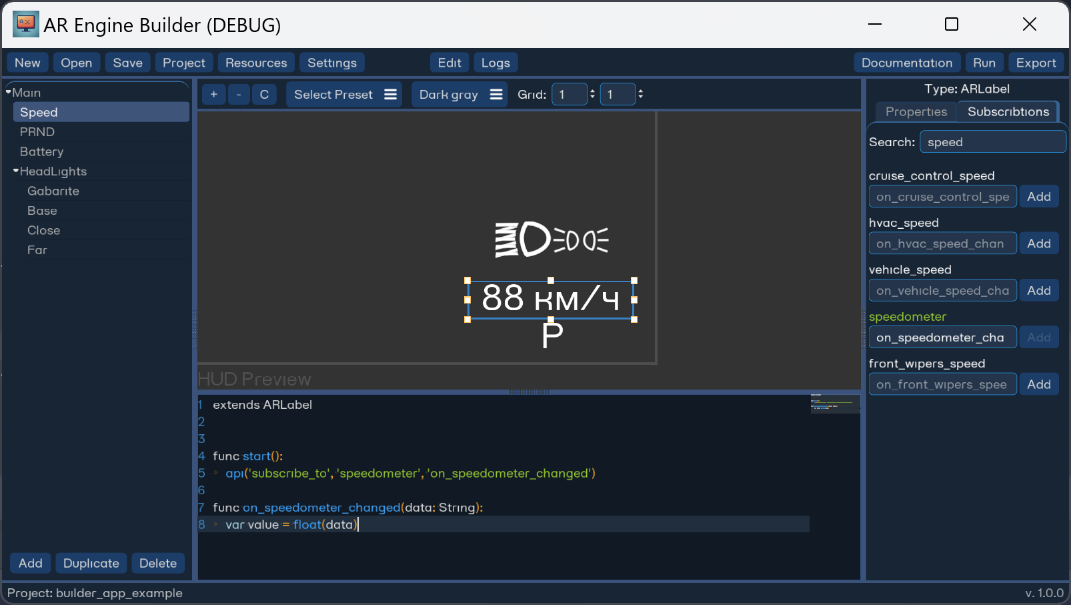 AR Engine Builder (DEBUG)
New Open Save Project Resources Settings Edit Logs Documentation Run Export
Main
Speed
PRND
Battery
HeadLights
Gabarite
Base
Close
Far
Add Duplicate Delete
+ - C Select Preset Dark gray Grid: 1 1
88 км/ч
P
HUD Preview
1 extends ARLabel
2
3
4 func start():
5 api('subscribe_to', 'speedometer', 'on_speedometer_changed')
6
7 func on_speedometer_changed(data: String):
8 var value = float(data)
Type: ARLabel
Properties Subscribtions
Search: speed
cruise_control_speed
on_cruise_control_spe Add
hvac_speed
on_hvac_speed_chan Add
vehicle_speed
on_vehicle_speed_cha Add
speedometer
on_speedometer_cha Add
front_wipers_speed
on_front_wipers_spee Add
Project: builder_app_example v. 1.0.0